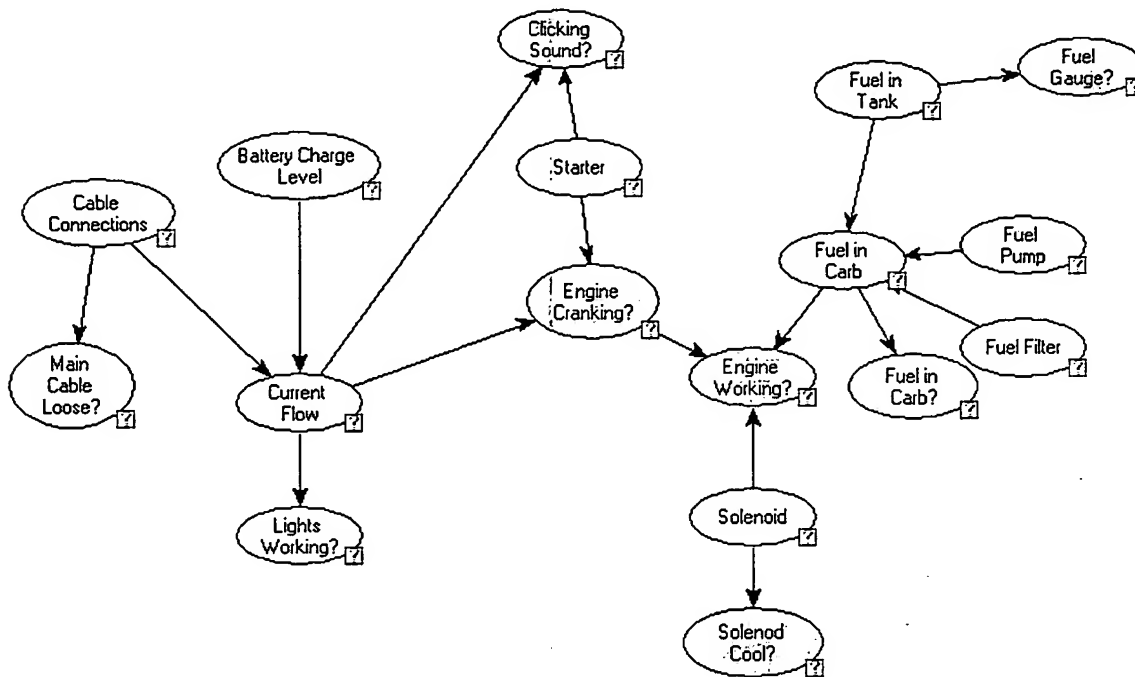 Clicking
Sound?
?
Fuel
Gauge?
?
Fuel in
Tank
?
Battery Charge
Level
?
Starter
?
Cable
Connections
?
Fuel in
Carb
?
Fuel
Pump
?
Engine
Cranking?
?
Fuel Filter
?
Main
Cable
Loose?
?
Current
Flow
?
Engine
Working?
?
Fuel in
Carb?
?
Lights
Working?
?
Solenoid
?
Solenod
Cool?
?